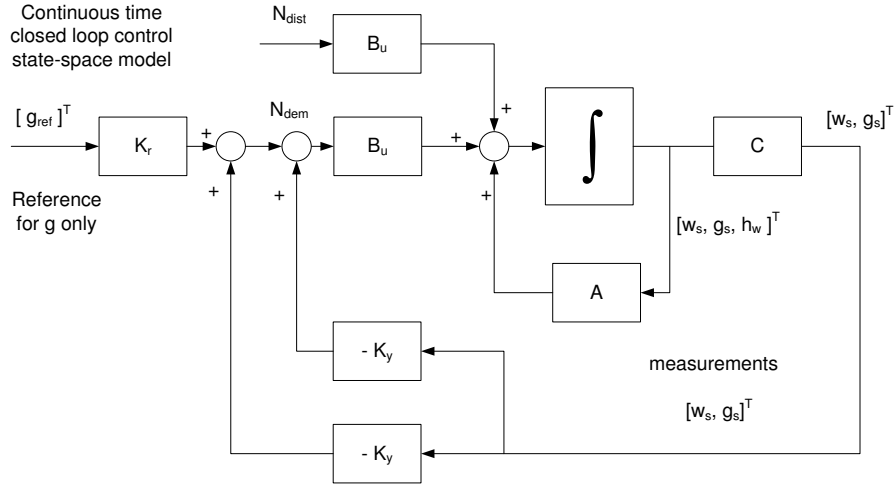 Continuous time
closed loop control
state-space model
N_dist
B_u
+
[ g_ref ]^T
K_r
+
N_dem
B_u
+
∫
C
[w_s, g_s]^T
+
+
+
Reference
for g only
[w_s, g_s, h_w ]^T
A
- K_y
measurements
[w_s, g_s]^T
- K_y